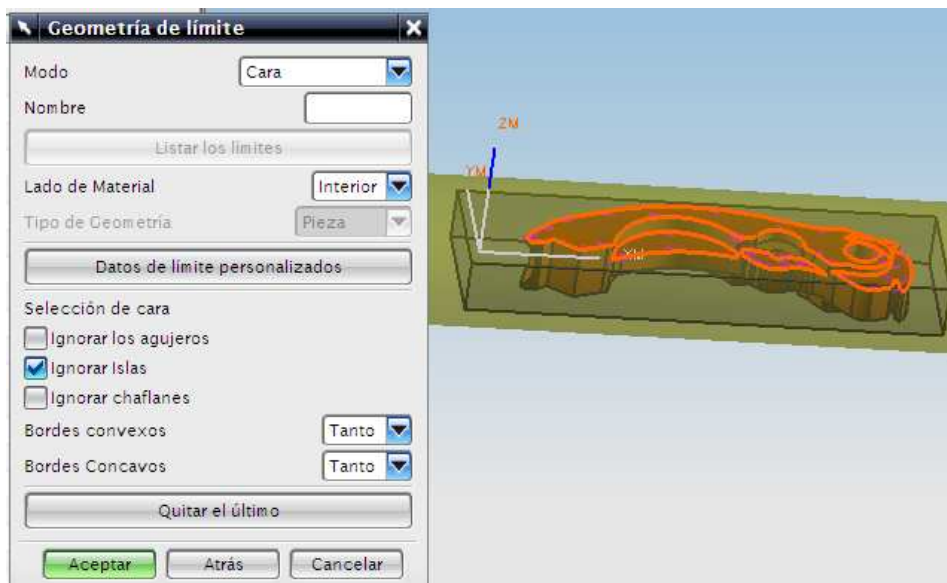 Geometría de límite
Modo
Cara
Nombre
Listar los límites
Lado de Material
Interior
Tipo de Geometría
Pieza
Datos de límite personalizados
Selección de cara
Ignorar los agujeros
Ignorar Islas
Ignorar chaflanes
Bordes convexos
Tanto
Bordes Concavos
Tanto
Quitar el último
Aceptar
Atrás
Cancelar
ZM
YM
XM